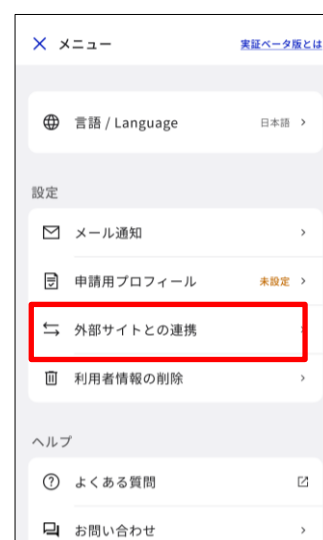 メニュー 実証ベータ版とは
言語 / Language 日本語
設定
メール通知
申請用プロフィール 未設定
外部サイトとの連携
利用者情報の削除
ヘルプ
よくある質問
お問い合わせ